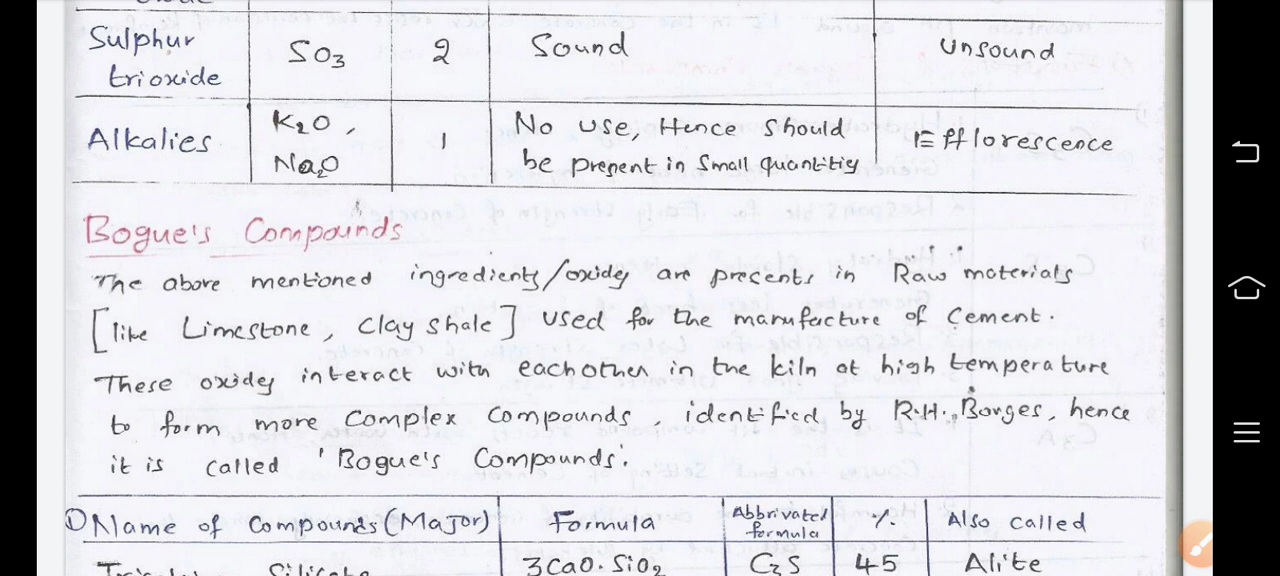 Sulphur trioxide SO3 2 Sound Unsound
Alkalies K2O, Na2O 1 No use, Hence should be present in Small quantitiy Efflorescence
Bogue's Compounds
The above mentioned ingredients/oxides are presents in Raw materials
[like Limestone, Clay shale] used for the manufacture of Cement.
These oxides interact with eachother in the kiln at high temperature
to form more Complex Compounds, identified by R.H. Borges, hence
it is called 'Bogue's Compounds'.
1) Name of Compounds (Major) Formula Abbrivated formula %. Also called
Silicate 3CaO.SiO2 C3S 45 Alite